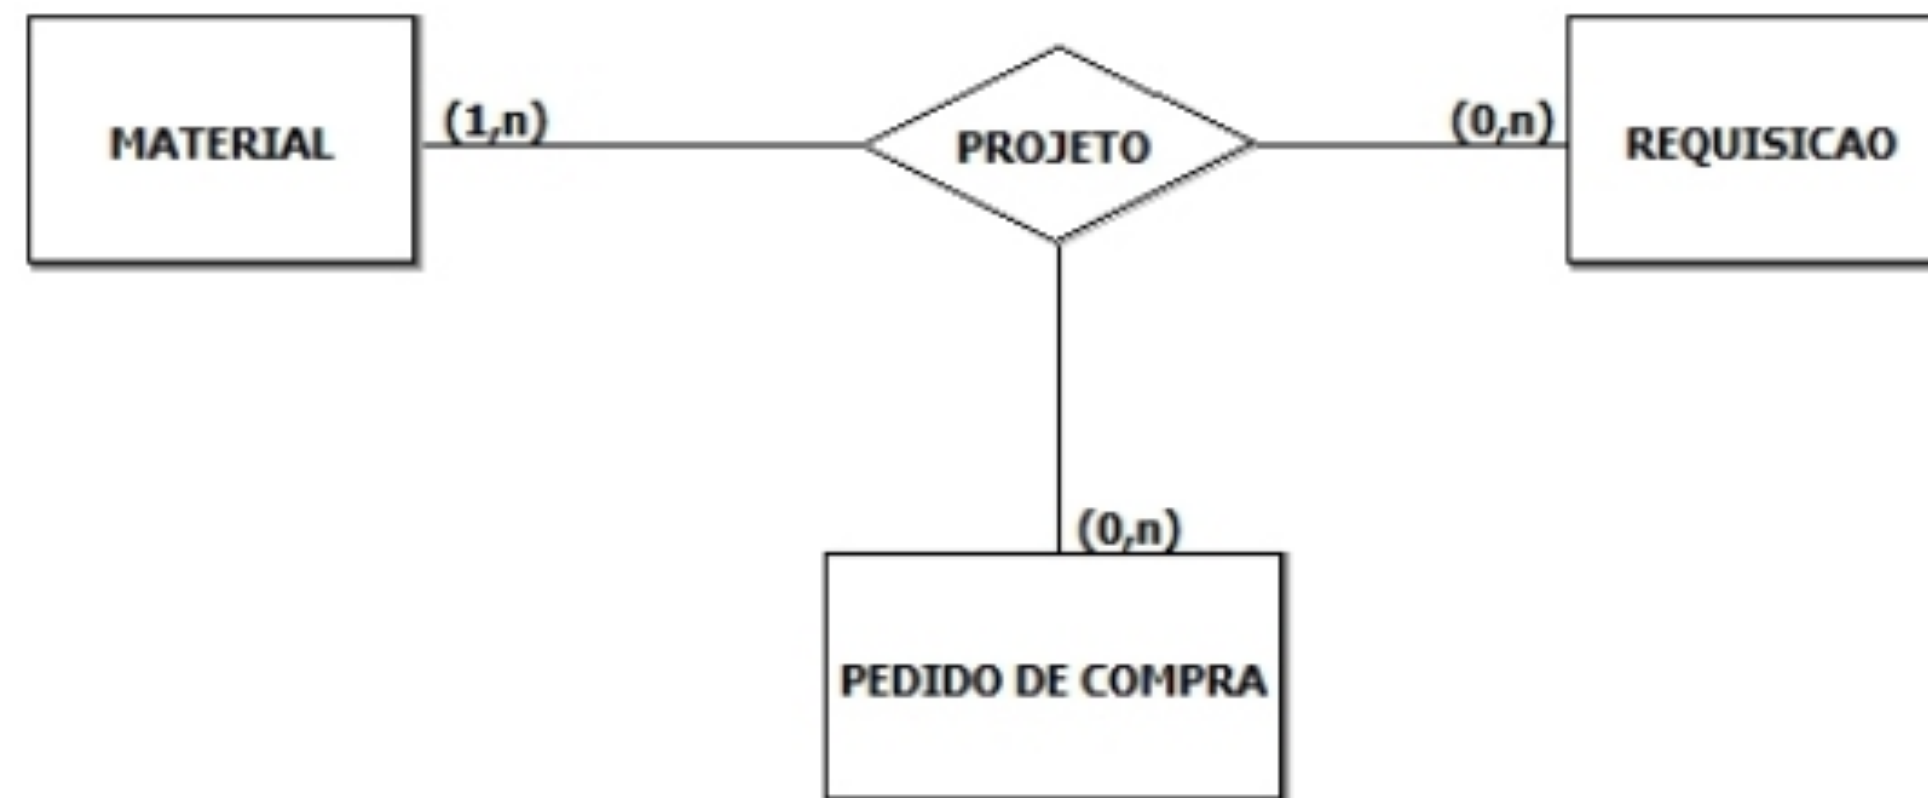 MATERIAL
(1,n)
PROJETO
(0,n)
REQUISICAO
(0,n)
PEDIDO DE COMPRA